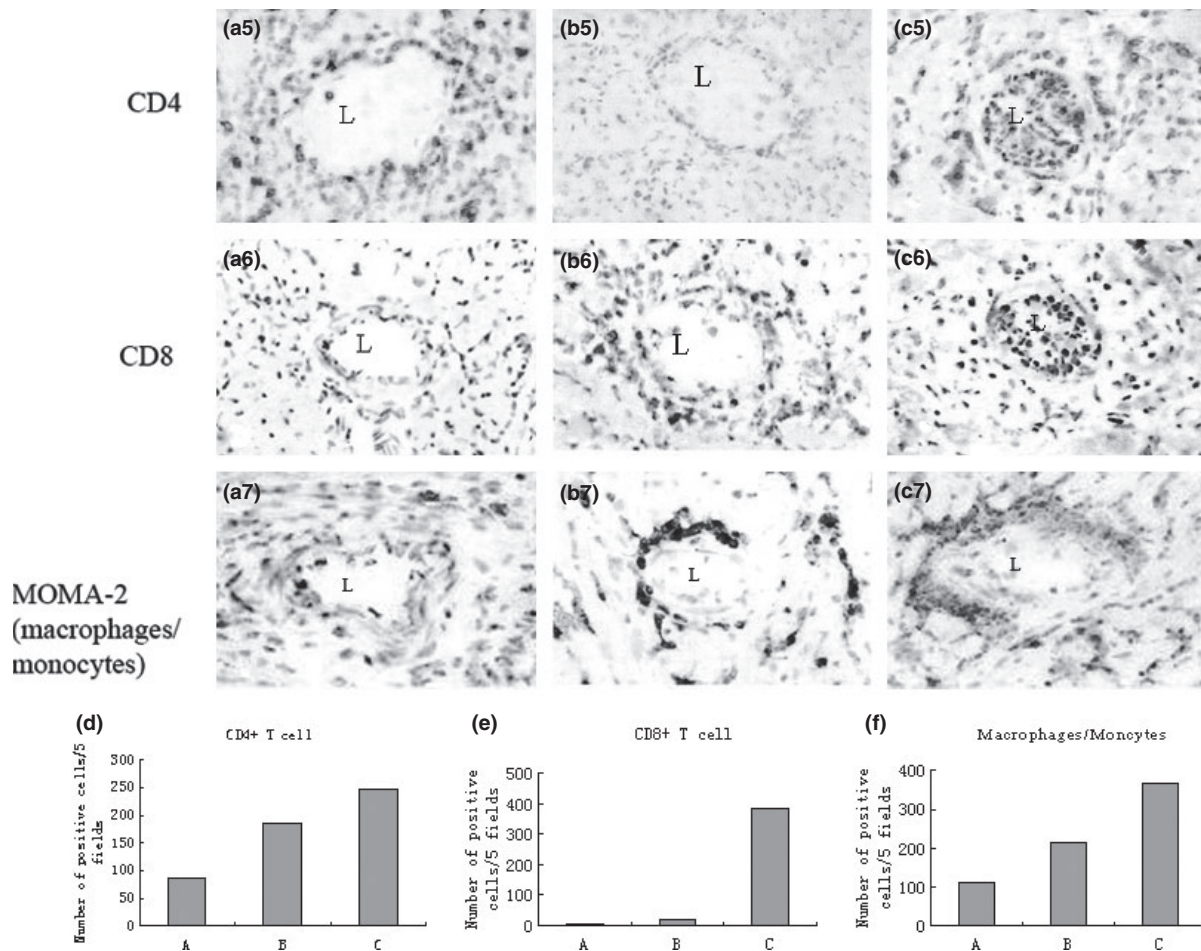 (a5)
(b5)
(c5)
CD4
L
L
L
(a6)
(b6)
(c6)
CD8
L
L
L
(a7)
(b7)
(c7)
MOMA-2
(macrophages/
monocytes)
L
L
L
(d)
CD4+ T cell
Number of positive cells/5
fields
300
250
200
150
100
50
0
A
B
C
(e)
CD8+ T cell
Number of positive
cells/5 fields
500
400
300
200
100
0
A
B
C
(f)
Macrophages/Moncytes
Number of positive
cells/5 fields
400
300
200
100
0
A
B
C